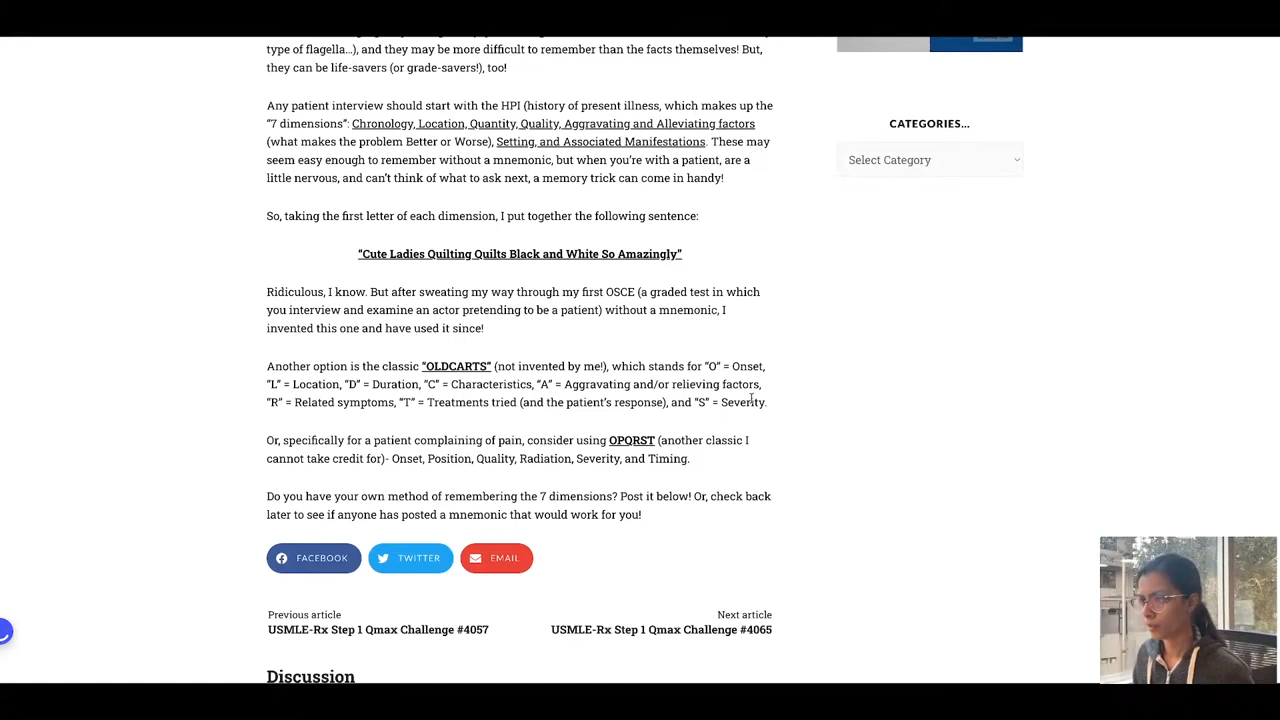 type of flagella…), and they may be more difficult to remember than the facts themselves! But,
they can be life-savers (or grade-savers!), too!
Any patient interview should start with the HPI (history of present illness, which makes up the
“7 dimensions”: Chronology, Location, Quantity, Quality, Aggravating and Alleviating factors
(what makes the problem Better or Worse), Setting, and Associated Manifestations. These may
seem easy enough to remember without a mnemonic, but when you’re with a patient, are a
little nervous, and can’t think of what to ask next, a memory trick can come in handy!
So, taking the first letter of each dimension, I put together the following sentence:
“Cute Ladies Quilting Quilts Black and White So Amazingly”
Ridiculous, I know. But after sweating my way through my first OSCE (a graded test in which
you interview and examine an actor pretending to be a patient) without a mnemonic, I
invented this one and have used it since!
Another option is the classic “OLDCARTS” (not invented by me!), which stands for “O” = Onset,
“L” = Location, “D” = Duration, “C” = Characteristics, “A” = Aggravating and/or relieving factors,
“R” = Related symptoms, “T” = Treatments tried (and the patient’s response), and “S” = Severity.
Or, specifically for a patient complaining of pain, consider using OPQRST (another classic I
cannot take credit for)- Onset, Position, Quality, Radiation, Severity, and Timing.
Do you have your own method of remembering the 7 dimensions? Post it below! Or, check back
later to see if anyone has posted a mnemonic that would work for you!
FACEBOOK TWITTER EMAIL
Previous article Next article
USMLE-Rx Step 1 Qmax Challenge #4057 USMLE-Rx Step 1 Qmax Challenge #4065
Discussion
CATEGORIES…
Select Category